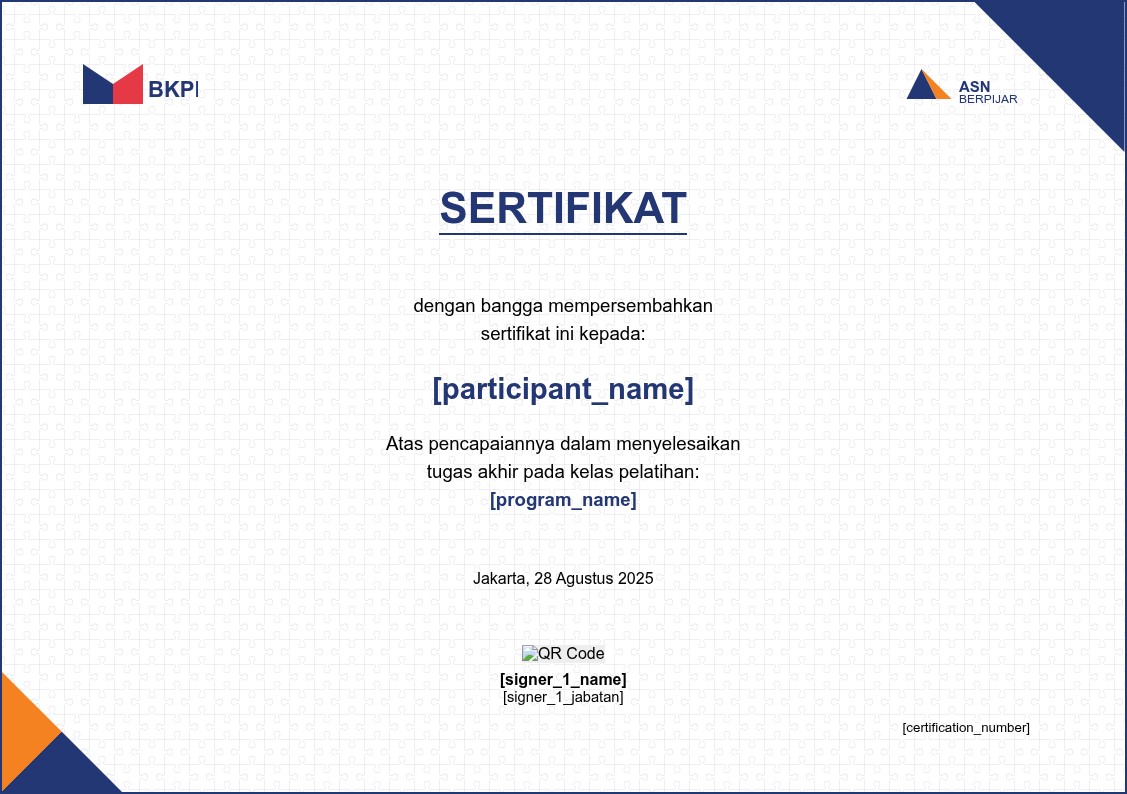 BKPI
ASN
BERPIJAR
SERTIFIKAT
dengan bangga mempersembahkan
sertifikat ini kepada:
[participant_name]
Atas pencapaiannya dalam menyelesaikan
tugas akhir pada kelas pelatihan:
[program_name]
Jakarta, 28 Agustus 2025
QR Code
[signer_1_name]
[signer_1_jabatan]
[certification_number]